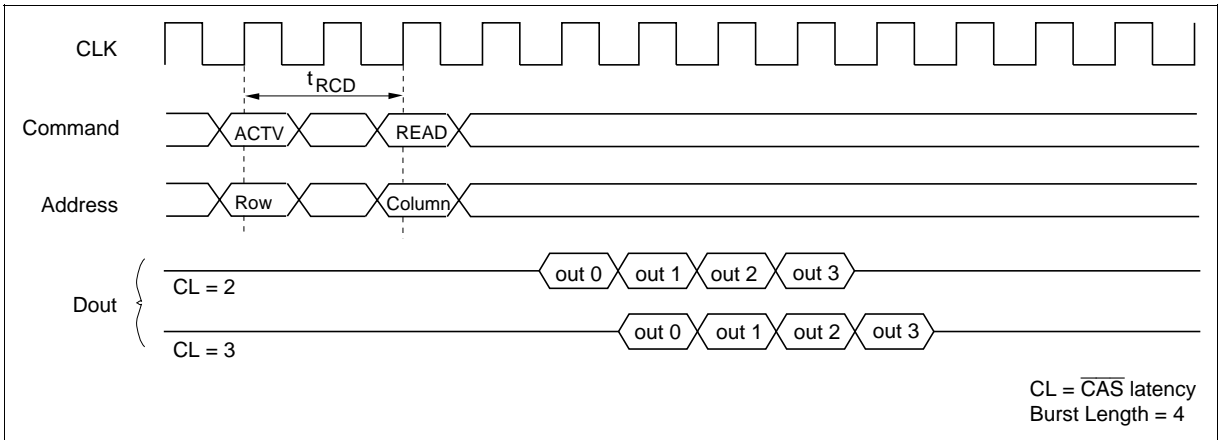 CLK
tRCD
Command
ACTV
READ
Address
Row
Column
Dout
CL = 2
out 0 out 1 out 2 out 3
CL = 3
out 0 out 1 out 2 out 3
CL = C̅A̅S̅ latency
Burst Length = 4